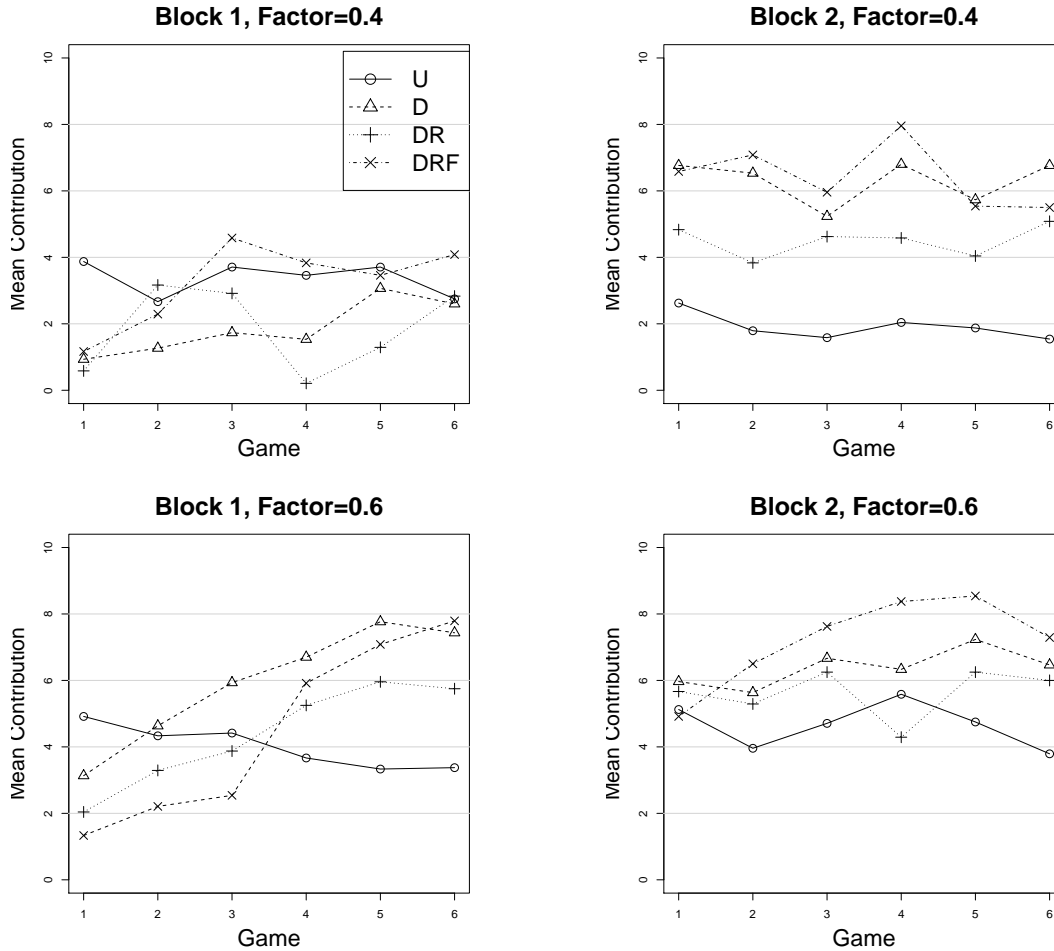 Block 1, Factor=0.4
Mean Contribution
10
8
6
4
2
0
U
D
DR
DRF
1 2 3 4 5 6
Game
Block 2, Factor=0.4
Mean Contribution
10
8
6
4
2
0
1 2 3 4 5 6
Game
Block 1, Factor=0.6
Mean Contribution
10
8
6
4
2
0
1 2 3 4 5 6
Game
Block 2, Factor=0.6
Mean Contribution
10
8
6
4
2
0
1 2 3 4 5 6
Game